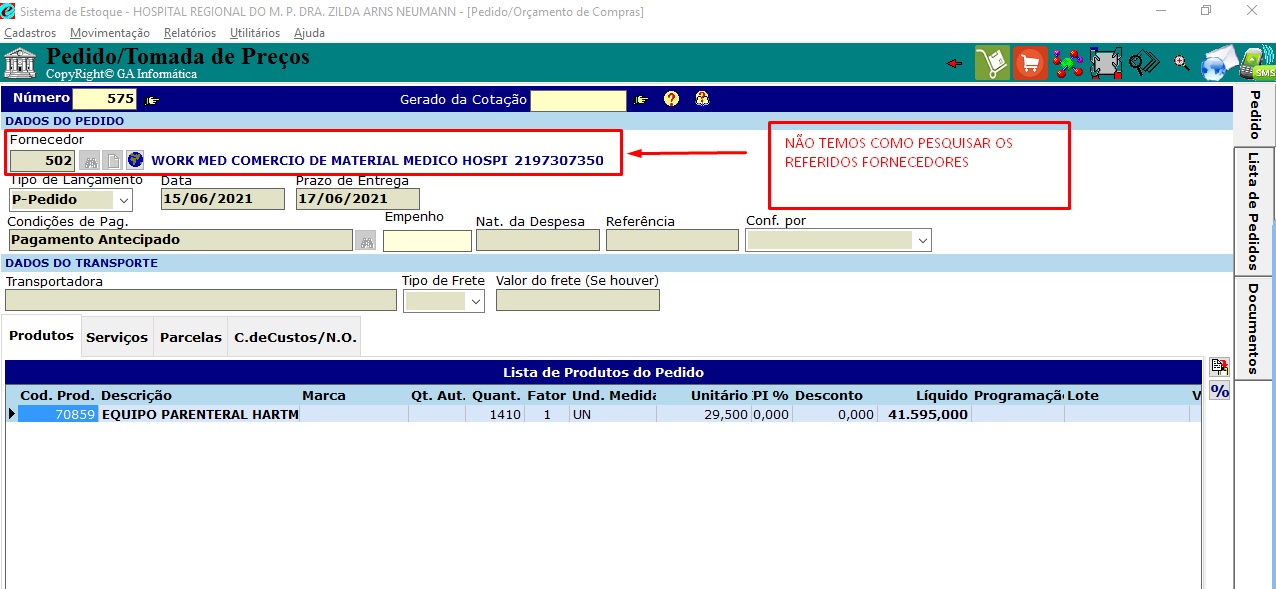 Sistema de Estoque - HOSPITAL REGIONAL DO M. P. DRA. ZILDA ARNS NEUMANN - [Pedido/Orçamento de Compras]
Cadastros Movimentação Relatórios Utilitários Ajuda
Pedido/Tomada de Preços
CopyRight© GA Informática
SMS
Número 575 Gerado da Cotação
DADOS DO PEDIDO
Fornecedor
502 WORK MED COMERCIO DE MATERIAL MEDICO HOSPI 2197307350
NÃO TEMOS COMO PESQUISAR OS
REFERIDOS FORNECEDORES
Tipo de Lançamento Data Prazo de Entrega
P-Pedido 15/06/2021 17/06/2021
Condições de Pag. Empenho Nat. da Despesa Referência Conf. por
Pagamento Antecipado
DADOS DO TRANSPORTE
Transportadora Tipo de Frete Valor do frete (Se houver)
Produtos Serviços Parcelas C.deCustos/N.O.
Lista de Produtos do Pedido
Cod. Prod. Descrição Marca Qt. Aut. Quant. Fator Und. Medida Unitário PI % Desconto Líquido Programaçã Lote V
70859 EQUIPO PARENTERAL HARTM 1410 1 UN 29,500 0,000 0,000 41.595,000
%
Pedido
Lista de Pedidos
Documentos